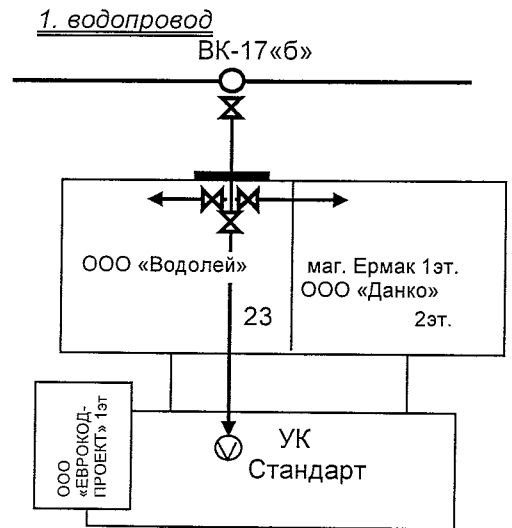 1. водопровод
ВК-17«б»
ООО «Водолей»
маг. Ермак 1эт.
ООО «Данко»
2эт.
23
ООО
«ЕВРОКОД-
ПРОЕКТ» 1эт
V
УК
Стандарт